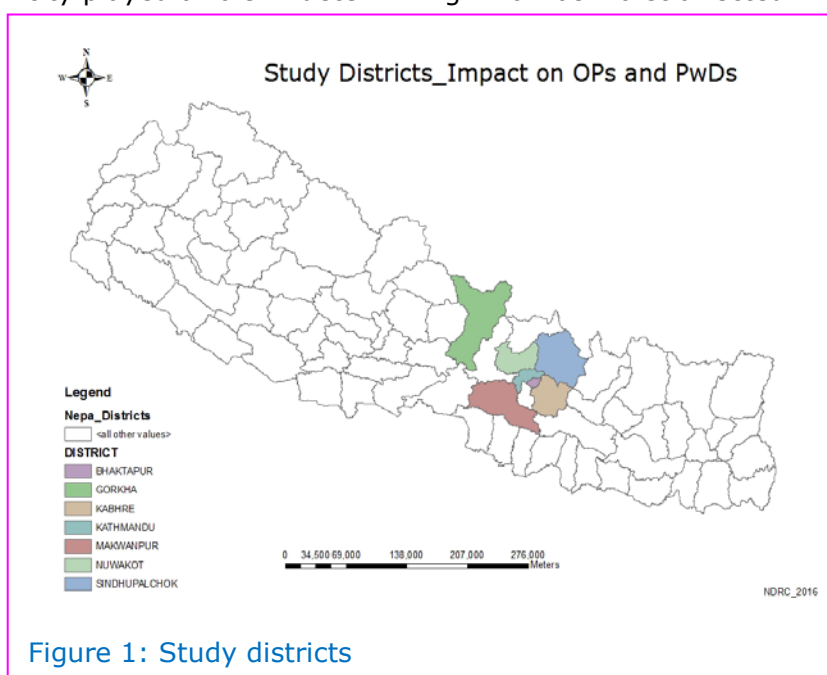 N
W E
S
Study Districts_Impact on OPs and PwDs
Legend
Nepa_Districts
<all other values>
DISTRICT
BHAKTAPUR
GORKHA
KABHRE
KATHMANDU
MAKWANPUR
NUWAKOT
SINDHUPALCHOK
0 34,500 69,000 138,000 207,000 276,000
Meters
NDRC_2016
Figure 1: Study districts